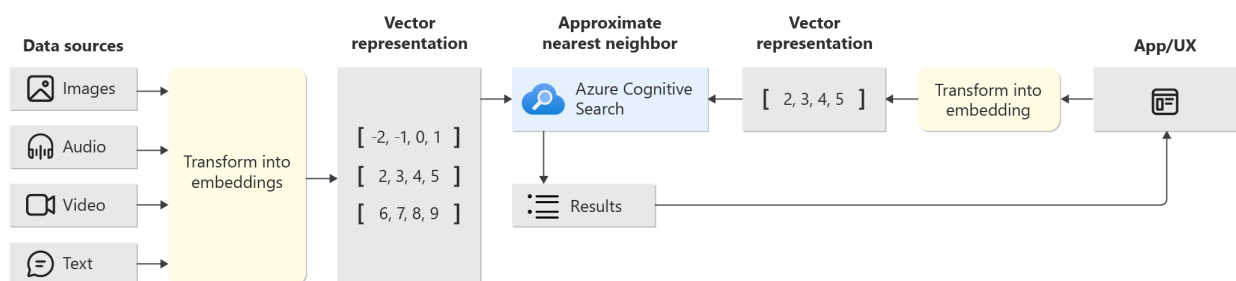 Data sources
Images
Audio
Video
Text
Transform into
embeddings
Vector
representation
[ -2, -1, 0, 1 ]
[ 2, 3, 4, 5 ]
[ 6, 7, 8, 9 ]
Approximate
nearest neighbor
Azure Cognitive
Search
Results
Vector
representation
[ 2, 3, 4, 5 ]
Transform into
embedding
App/UX